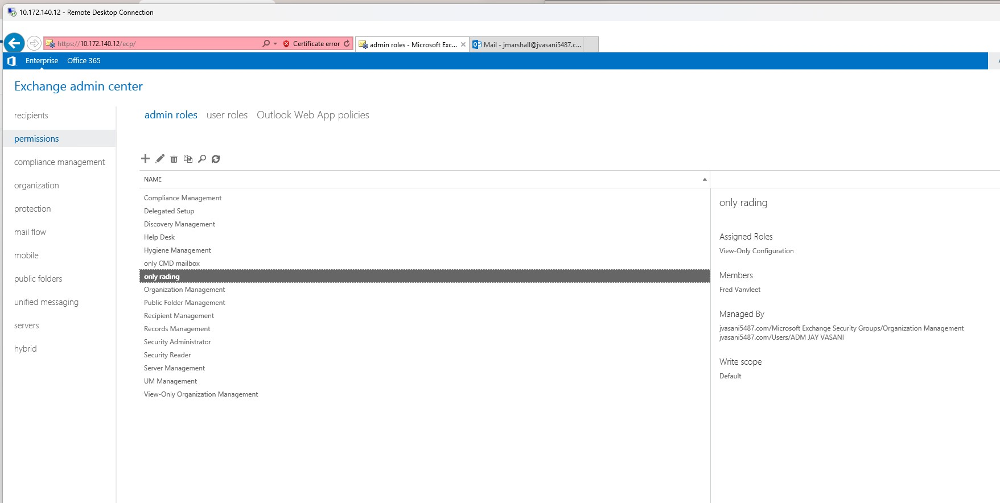 10.172.140.12 - Remote Desktop Connection
https://10.172.140.12/ecp/
Certificate error
admin roles - Microsoft Exc...
Mail - jmarshall@jvasani5487.c...
Enterprise
Office 365
Exchange admin center
recipients
permissions
compliance management
organization
protection
mail flow
mobile
public folders
unified messaging
servers
hybrid
admin roles
user roles
Outlook Web App policies
NAME
Compliance Management
Delegated Setup
Discovery Management
Help Desk
Hygiene Management
only CMD mailbox
only rading
Organization Management
Public Folder Management
Recipient Management
Records Management
Security Administrator
Security Reader
Server Management
UM Management
View-Only Organization Management
only rading
Assigned Roles
View-Only Configuration
Members
Fred Vanvleet
Managed By
jvasani5487.com/Microsoft Exchange Security Groups/Organization Management
jvasani5487.com/Users/ADM JAY VASANI
Write scope
Default